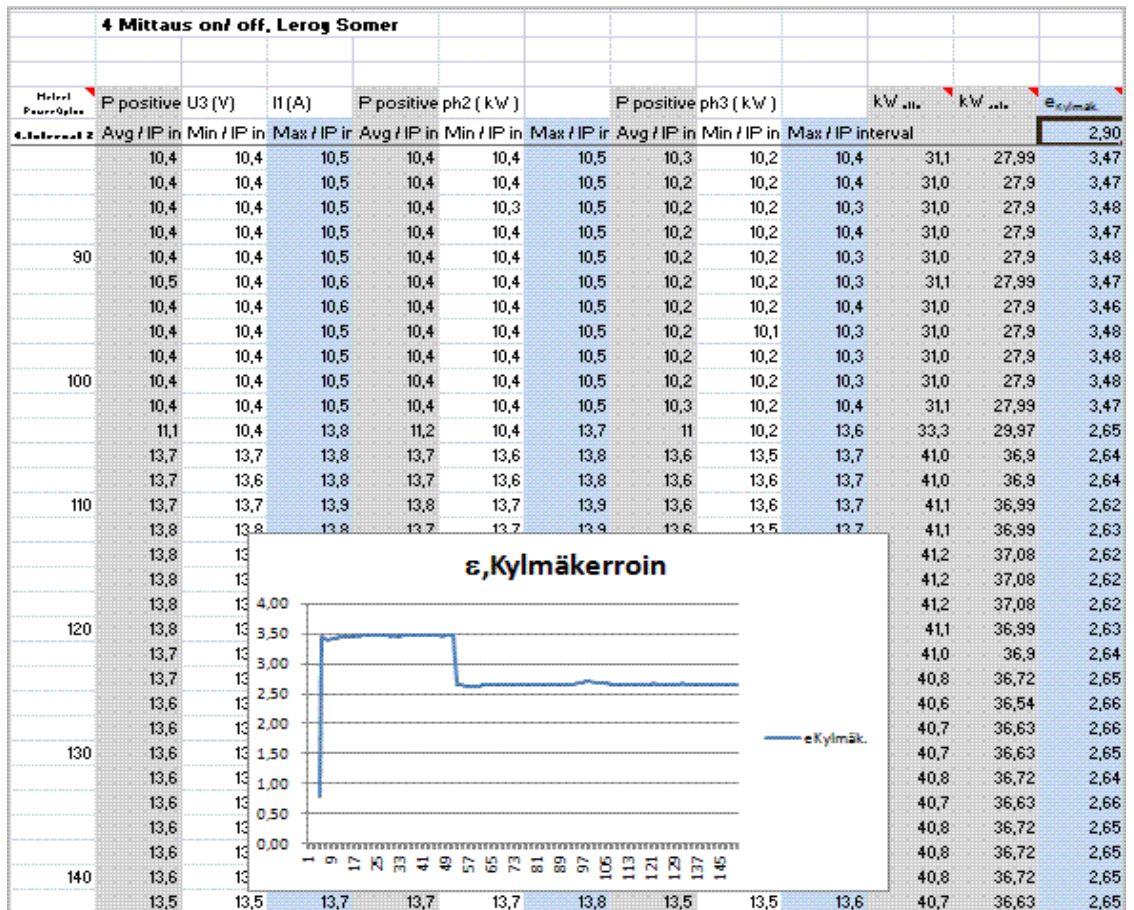 4 Mittaus on/ off, Leroy Somer
P positive U3 (V) I1 (A) P positive ph2 ( kW ) P positive ph3 ( kW ) kW kW e Kylmäk.
Avg / IP in Min / IP in Max / IP ir Avg / IP in Min / IP in Max / IP ir Avg / IP in Min / IP in Max / IP interval 2,90
10,4 10,4 10,5 10,4 10,4 10,5 10,3 10,2 10,4 31,1 27,99 3,47
10,4 10,4 10,5 10,4 10,4 10,5 10,2 10,2 10,4 31,0 27,9 3,47
10,4 10,4 10,5 10,4 10,3 10,5 10,2 10,2 10,3 31,0 27,9 3,48
10,4 10,4 10,5 10,4 10,4 10,5 10,2 10,2 10,4 31,0 27,9 3,47
90 10,4 10,4 10,5 10,4 10,4 10,5 10,2 10,2 10,3 31,0 27,9 3,48
10,5 10,4 10,6 10,4 10,4 10,5 10,2 10,2 10,3 31,1 27,99 3,47
10,4 10,4 10,6 10,4 10,4 10,5 10,2 10,2 10,4 31,0 27,9 3,46
10,4 10,4 10,5 10,4 10,4 10,5 10,2 10,1 10,3 31,0 27,9 3,48
10,4 10,4 10,5 10,4 10,4 10,5 10,2 10,2 10,3 31,0 27,9 3,48
100 10,4 10,4 10,5 10,4 10,4 10,5 10,2 10,2 10,3 31,0 27,9 3,48
10,4 10,4 10,5 10,4 10,4 10,5 10,3 10,2 10,4 31,1 27,99 3,47
11,1 10,4 13,8 11,2 10,4 13,7 11 10,2 13,6 33,3 29,97 2,65
13,7 13,7 13,8 13,7 13,6 13,8 13,6 13,5 13,7 41,0 36,9 2,64
13,7 13,6 13,8 13,7 13,6 13,8 13,6 13,6 13,7 41,0 36,9 2,64
110 13,7 13,7 13,9 13,8 13,7 13,9 13,6 13,6 13,7 41,1 36,99 2,62
13,8 13,8 13,8 13,7 13,7 13,9 13,6 13,5 13,7 41,1 36,99 2,63
13,8 13 41,2 37,08 2,62
13,8 13 41,2 37,08 2,62
13,8 13 41,2 37,08 2,62
120 13,8 13 41,1 36,99 2,63
13,7 13 41,0 36,9 2,64
13,7 13 40,8 36,72 2,65
13,6 13 40,6 36,54 2,66
13,6 13 40,7 36,63 2,66
130 13,6 13 40,7 36,63 2,65
13,6 13 40,8 36,72 2,64
13,6 13 40,7 36,63 2,66
13,6 13 40,8 36,72 2,65
13,6 13 40,8 36,72 2,65
140 13,6 13 40,8 36,72 2,65
13,5 13,5 13,7 13,7 13,7 13,8 13,5 13,5 13,6 40,7 36,63 2,65
ε,Kylmäkerroin
4,00
3,50
3,00
2,50
2,00
1,50
1,00
0,50
0,00
1 9 17 25 33 41 49 57 65 73 81 89 97 105 113 121 129 137 145
eKylmäk.